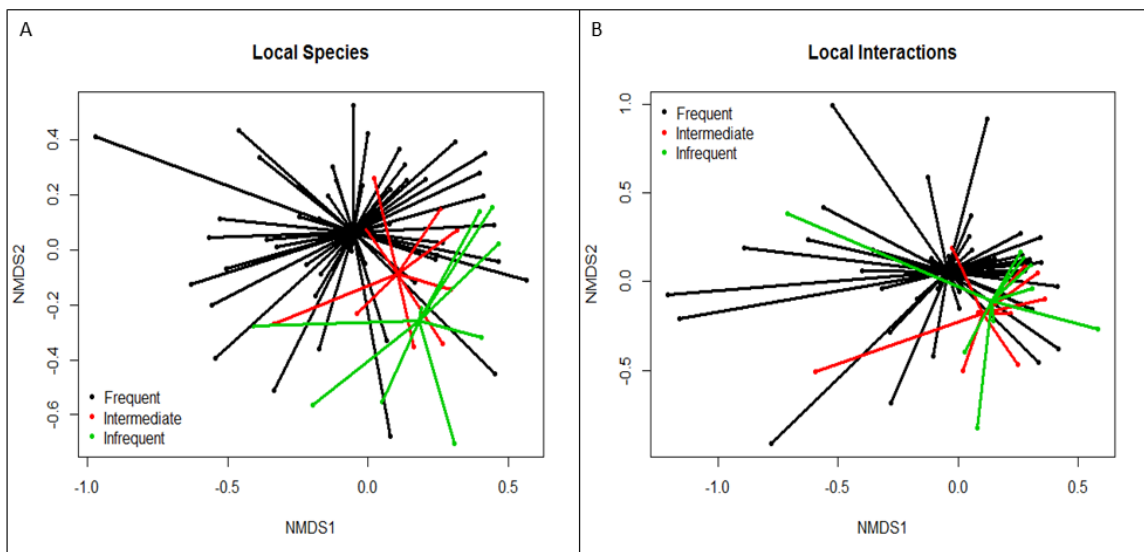 A
Local Species
0.4
0.2
0.0
-0.2
-0.4
-0.6
NMDS2
Frequent
Intermediate
Infrequent
-1.0 -0.5 0.0 0.5
NMDS1
B
Local Interactions
1.0
0.5
0.0
-0.5
NMDS2
Frequent
Intermediate
Infrequent
-1.0 -0.5 0.0 0.5
NMDS1